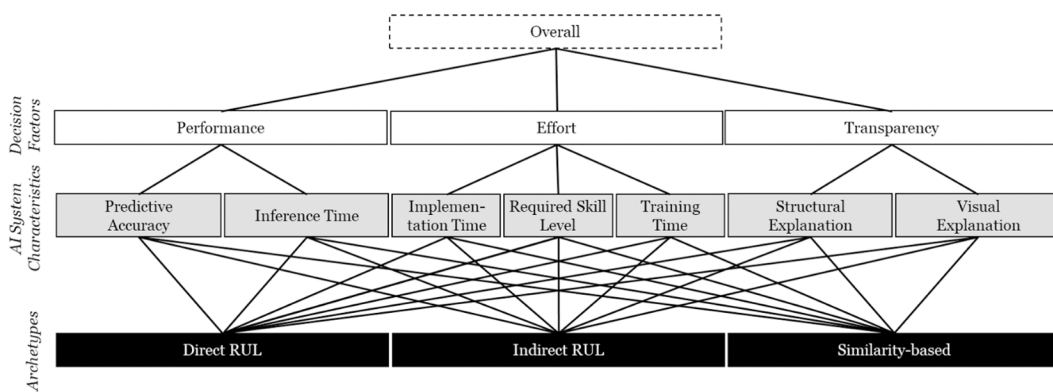 Overall
Decision
Factors
Performance
Effort
Transparency
AI System
Characteristics
Predictive
Accuracy
Inference Time
Implemen-
tation Time
Required Skill
Level
Training
Time
Structural
Explanation
Visual
Explanation
Archetypes
Direct RUL
Indirect RUL
Similarity-based